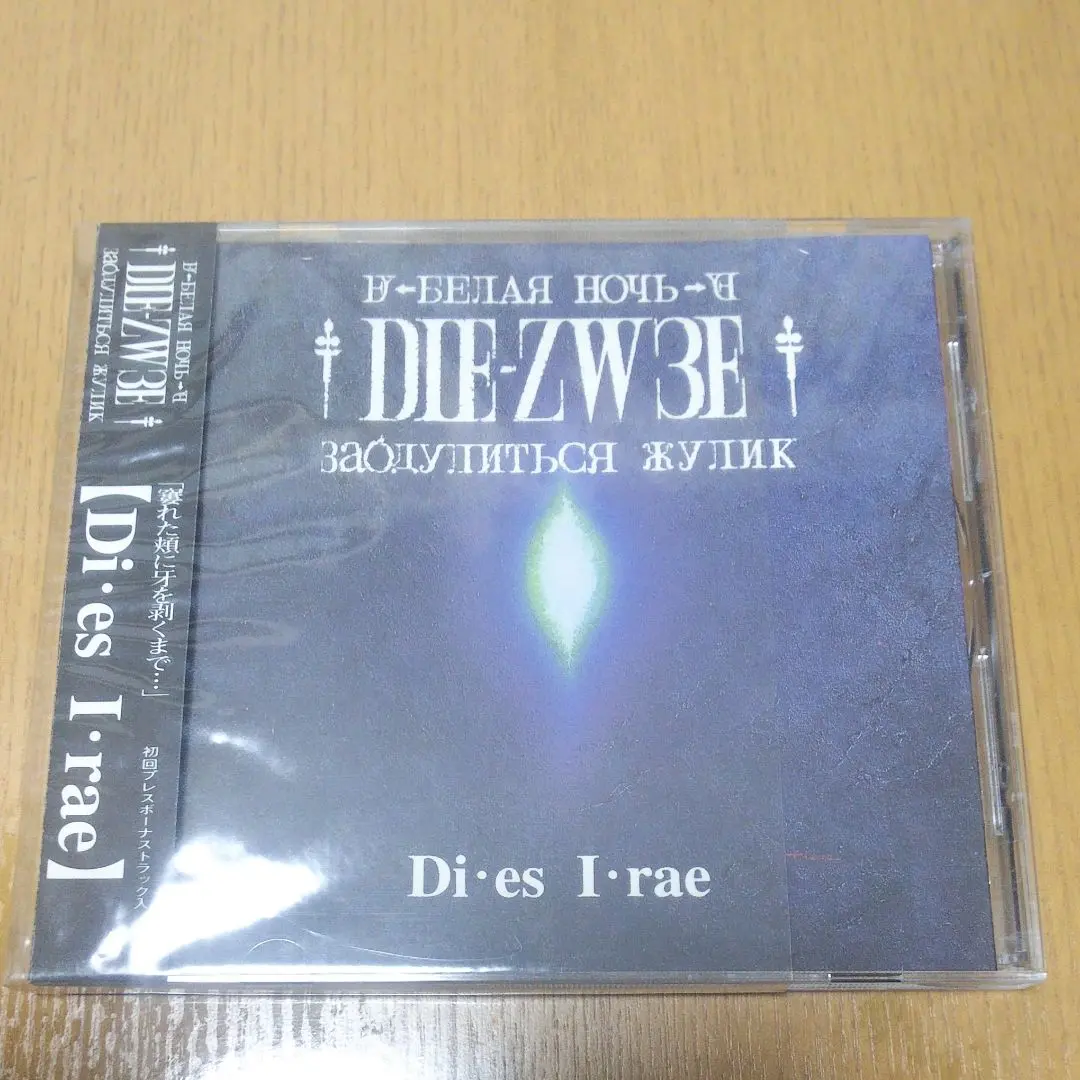 ←БЕЛАЯ НОЧЬ→
DIE-ZW3E
ЗАОДУЛИТЬСЯ ЖУЛИК
Di·es I·rae
←БЕЛАЯ НОЧЬ→
DIE-ZW3E
ЗАОДУЛИТЬСЯ ЖУЛИК
「窶れた頬に牙を剥くまで…」
【Di·es I·rae】
初回プレスボーナストラック入